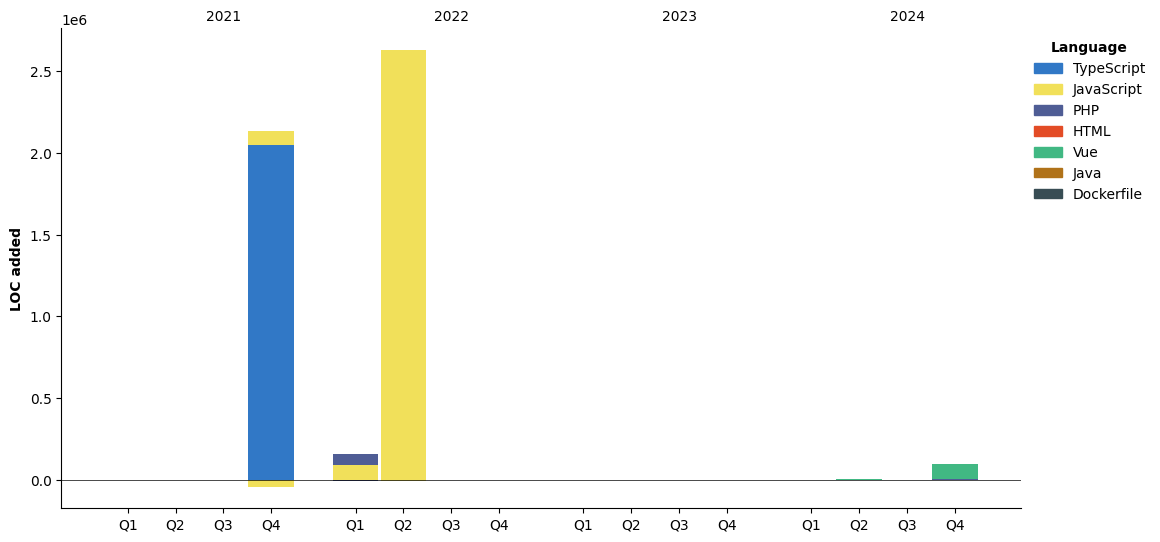 1e6
2021 2022 2023 2024
Language
TypeScript
JavaScript
PHP
HTML
Vue
Java
Dockerfile
LOC added
2.5
2.0
1.5
1.0
0.5
0.0
Q1 Q2 Q3 Q4 Q1 Q2 Q3 Q4 Q1 Q2 Q3 Q4 Q1 Q2 Q3 Q4